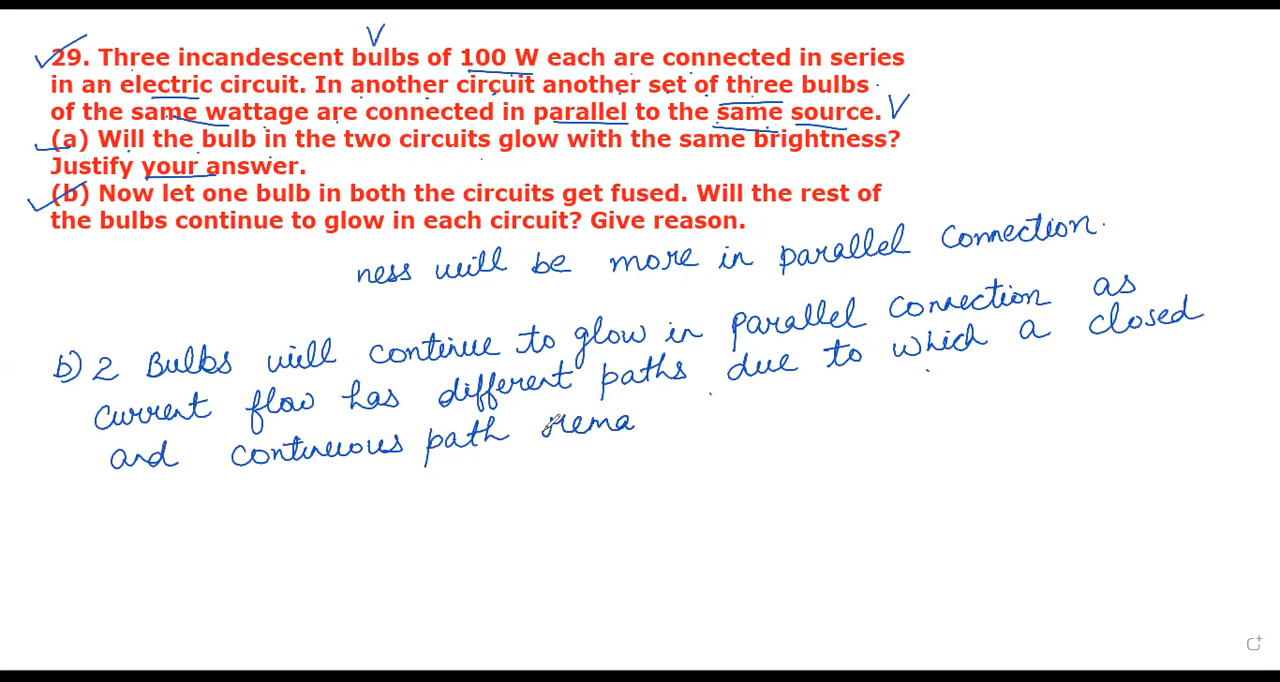 29. Three incandescent bulbs of 100 W each are connected in series
in an electric circuit. In another circuit another set of three bulbs
of the same wattage are connected in parallel to the same source.
(a) Will the bulb in the two circuits glow with the same brightness?
Justify your answer.
(b) Now let one bulb in both the circuits get fused. Will the rest of
the bulbs continue to glow in each circuit? Give reason.
V
V
ness will be more in parallel connection.
b) 2 Bulbs will continue to glow in parallel connection as
current flow has different paths due to which a closed
and continuous path rema